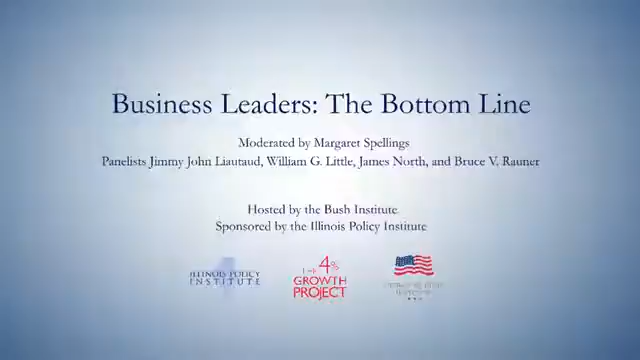 Business Leaders: The Bottom Line
Moderated by Margaret Spellings
Panelists Jimmy John Liautaud, William G. Little, James North, and Bruce V. Rauner
Hosted by the Bush Institute
Sponsored by the Illinois Policy Institute
ILLINOIS POLICY
INSTITUTE
THE 4%
GROWTH
PROJECT